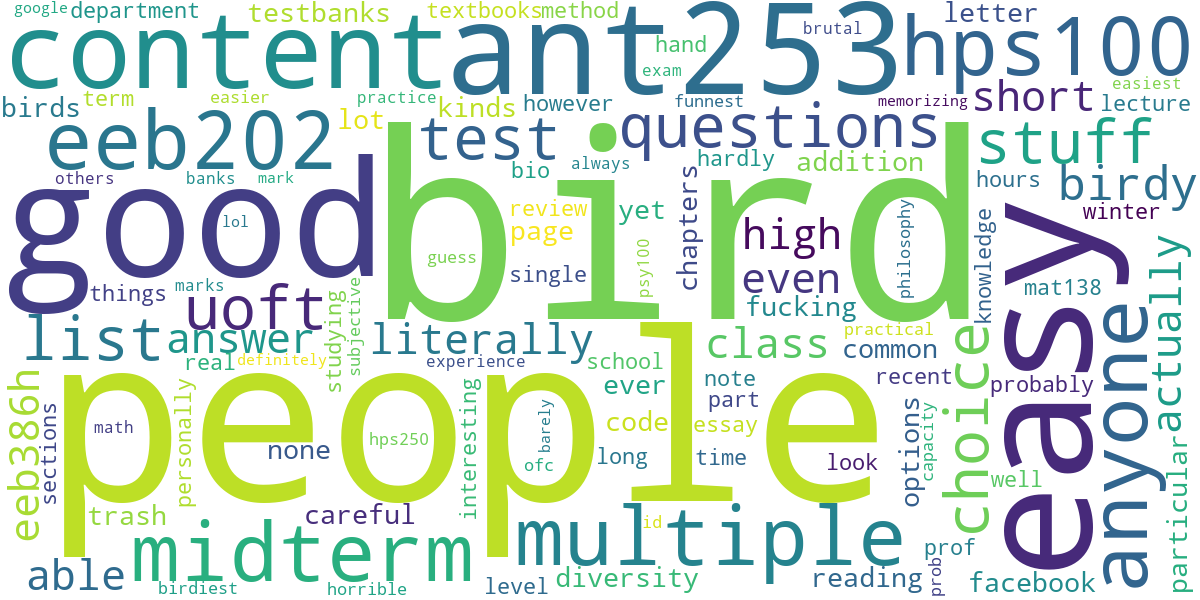 google
department
testbanks
textbooks
method
letter
content
ant253
hps100
hand
brutal
exam
birds
term
easier
practice
kinds
however
funnest
memorizing
short
easiest
lecture
eeb202
lot
test
questions
stuff
others
banks
mark
bio
always
hardly
addition
hours
birdy
good
bird
lol
review
page
yet
chapters
high
philosophy
knowledge
easy
winter
guess
single
psy100
even
mat138
things
marks
uoft
studying
subjective
fucking
anyone
actually
list
answer
literally
class
practical
common
choice
real
definitely
experience
school
ever
note
part
recent
probably
eeb386h
sections
people
math
personally
none
hps250
interesting
ofc
barely
code
essay
long
time
look
options
capacity
well
particular
trash
careful
id
midterm
multiple
prof
prob
able
birdiest
horrible
level
diversity
reading
facebook